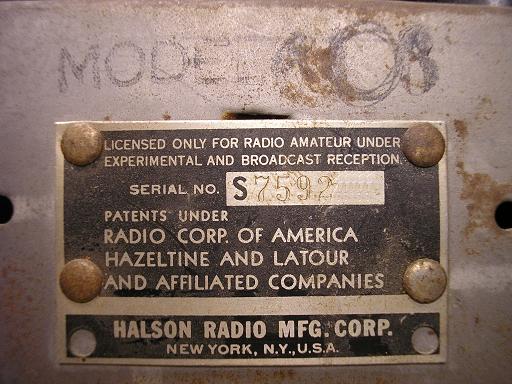 MODEL 608
LICENSED ONLY FOR RADIO AMATEUR UNDER
EXPERIMENTAL AND BROADCAST RECEPTION.
SERIAL NO. S7592
PATENTS UNDER
RADIO CORP. OF AMERICA
HAZELTINE AND LATOUR
AND AFFILIATED COMPANIES
HALSON RADIO MFG. CORP.
NEW YORK, N.Y., U.S.A.